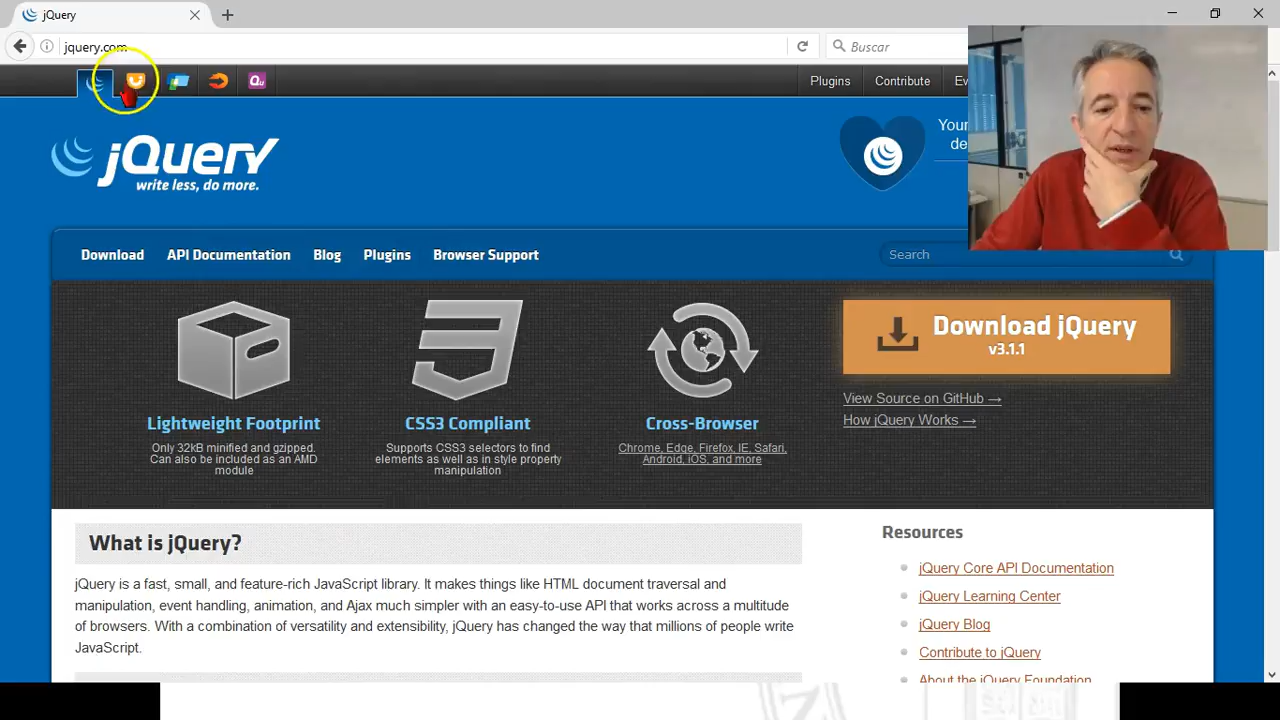 jQuery
jquery.com
Buscar
Qu
Plugins
Contribute
jQuery
write less, do more.
Your
de
Download
API Documentation
Blog
Plugins
Browser Support
Search
Lightweight Footprint
Only 32kB minified and gzipped.
Can also be included as an AMD
module
CSS3 Compliant
Supports CSS3 selectors to find
elements as well as in style property
manipulation
Cross-Browser
Chrome, Edge, Firefox, IE, Safari,
Android, iOS, and more
Download jQuery
v3.1.1
View Source on GitHub →
How jQuery Works →
What is jQuery?
jQuery is a fast, small, and feature-rich JavaScript library. It makes things like HTML document traversal and
manipulation, event handling, animation, and Ajax much simpler with an easy-to-use API that works across a multitude
of browsers. With a combination of versatility and extensibility, jQuery has changed the way that millions of people write
JavaScript.
Resources
jQuery Core API Documentation
jQuery Learning Center
jQuery Blog
Contribute to jQuery
About the jQuery Foundation